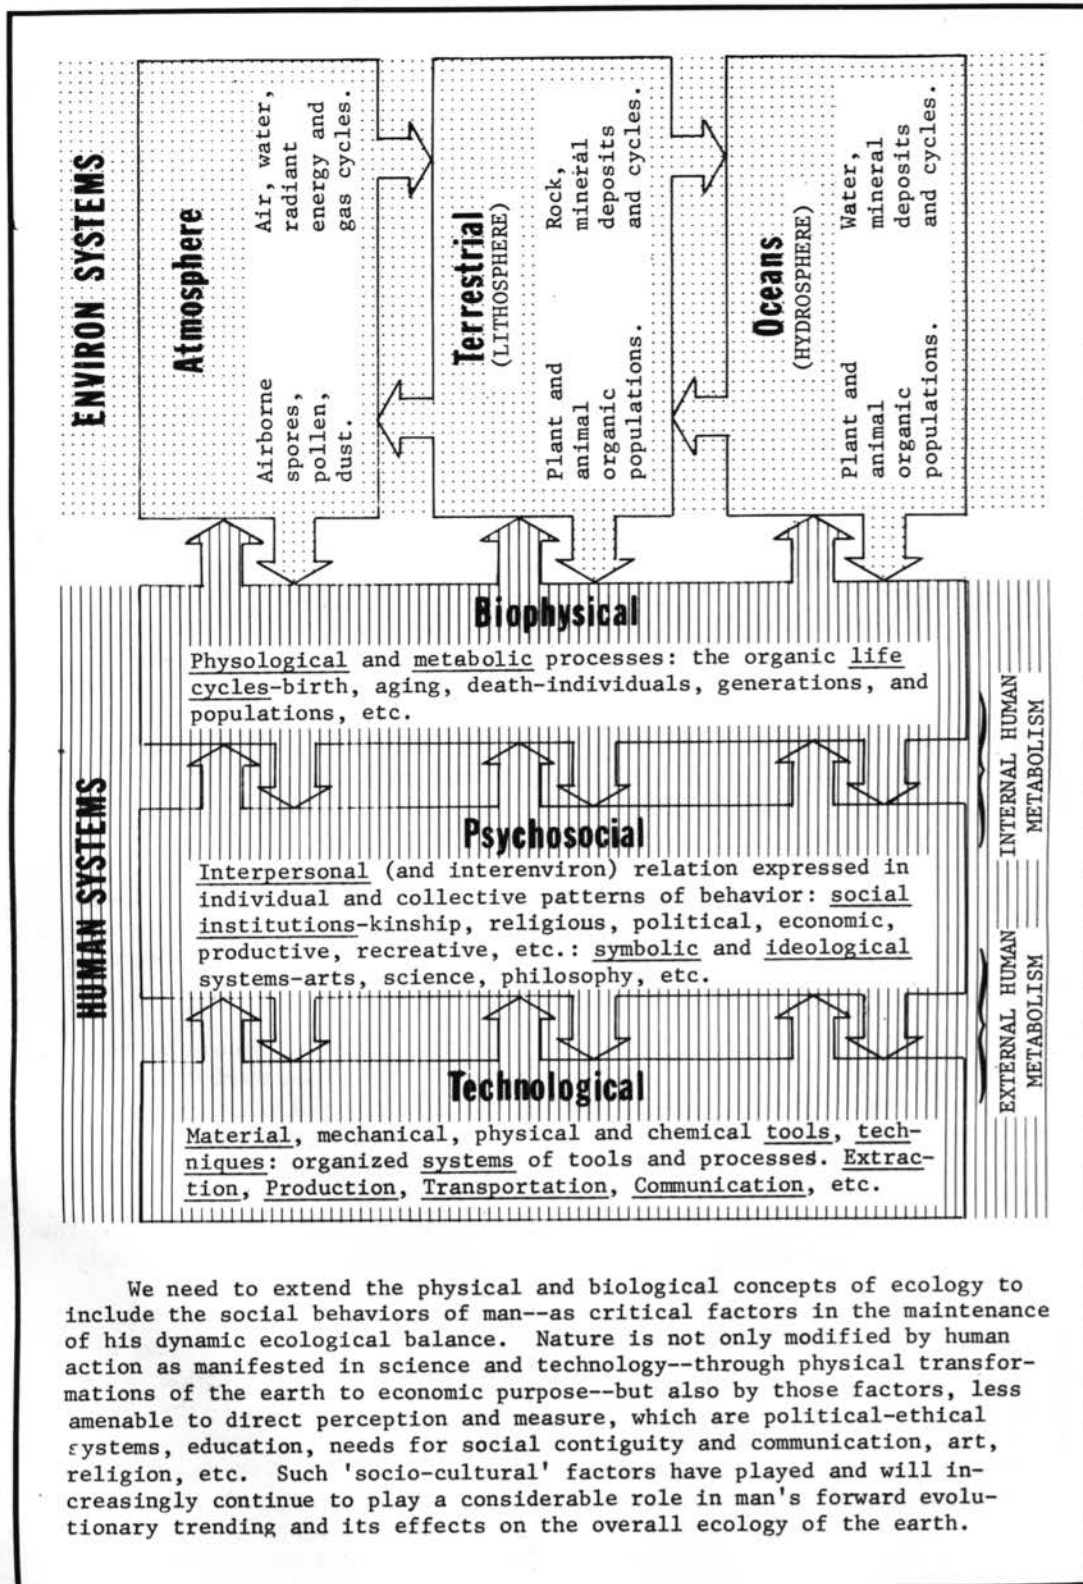 ENVIRON SYSTEMS
Atmosphere
Air, water,
radiant
energy and
gas cycles.
Airborne
spores,
pollen,
dust.
Terrestrial
(LITHOSPHERE)
Rock,
mineral
deposits
and cycles.
Plant and
animal
organic
populations.
Oceans
(HYDROSPHERE)
Water,
mineral
deposits
and cycles.
Plant and
animal
organic
populations.
HUMAN SYSTEMS
Biophysical
Physological and metabolic processes: the organic life
cycles-birth, aging, death-individuals, generations, and
populations, etc.
Psychosocial
Interpersonal (and interenviron) relation expressed in
individual and collective patterns of behavior: social
institutions-kinship, religious, political, economic,
productive, recreative, etc.: symbolic and ideological
systems-arts, science, philosophy, etc.
Technological
Material, mechanical, physical and chemical tools, tech-
niques: organized systems of tools and processes. Extrac-
tion, Production, Transportation, Communication, etc.
INTERNAL HUMAN
METABOLISM
EXTERNAL HUMAN
METABOLISM
We need to extend the physical and biological concepts of ecology to
include the social behaviors of man--as critical factors in the maintenance
of his dynamic ecological balance. Nature is not only modified by human
action as manifested in science and technology--through physical transfor-
mations of the earth to economic purpose--but also by those factors, less
amenable to direct perception and measure, which are political-ethical
systems, education, needs for social contiguity and communication, art,
religion, etc. Such 'socio-cultural' factors have played and will in-
creasingly continue to play a considerable role in man's forward evolu-
tionary trending and its effects on the overall ecology of the earth.